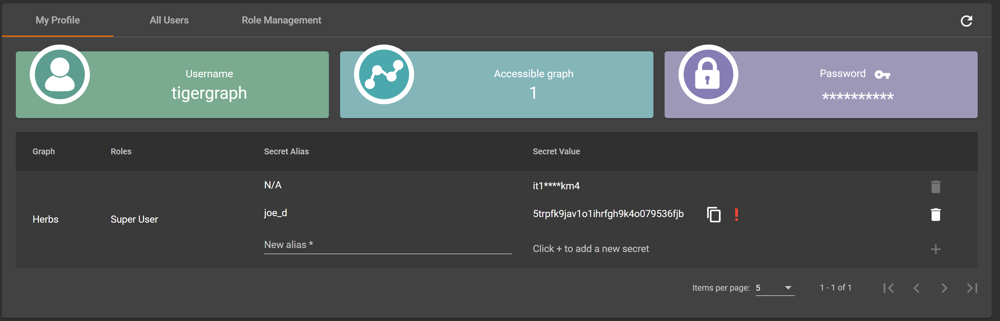 My Profile All Users Role Management
Username
tigergraph
Accessible graph
1
Password
**********
Graph Roles Secret Alias Secret Value
N/A it1****km4
joe_d 5trpfk9jav1o1ihrfgh9k4o079536fjb !
Herbs Super User
New alias * Click + to add a new secret
Items per page: 5 1 - 1 of 1